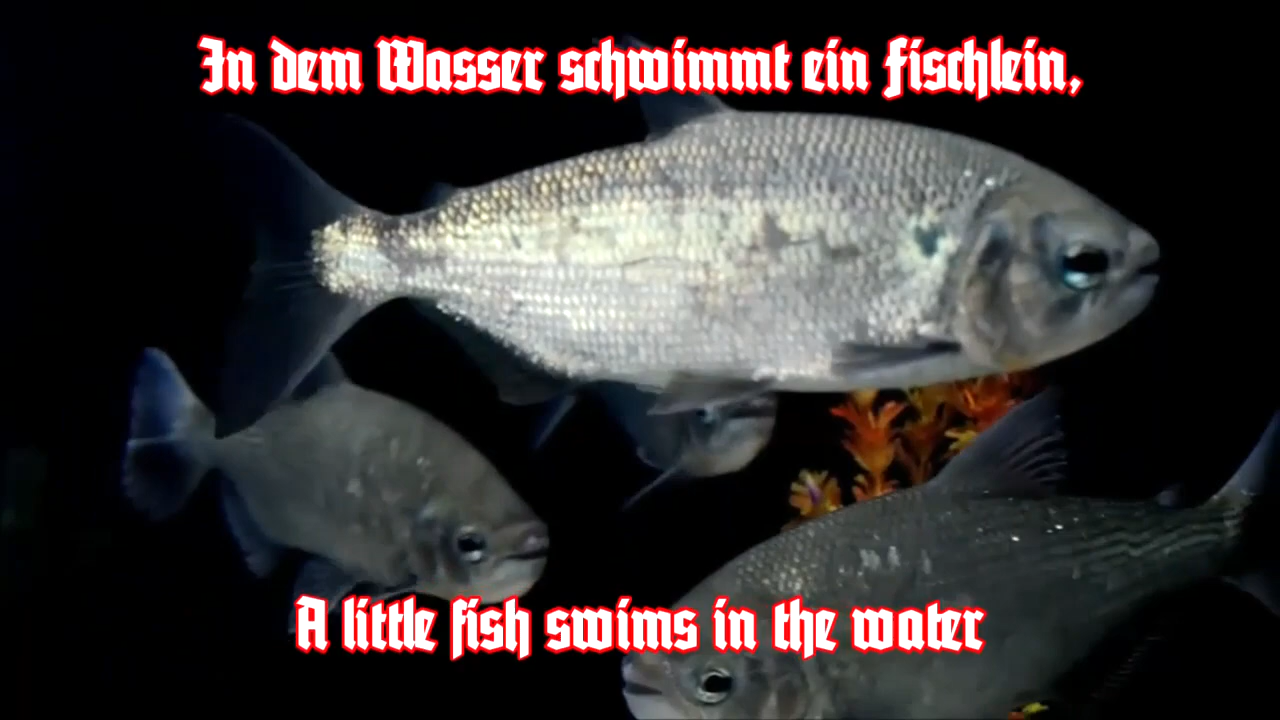 In dem Wasser schwimmt ein Fischlein,
A little fish swims in the water